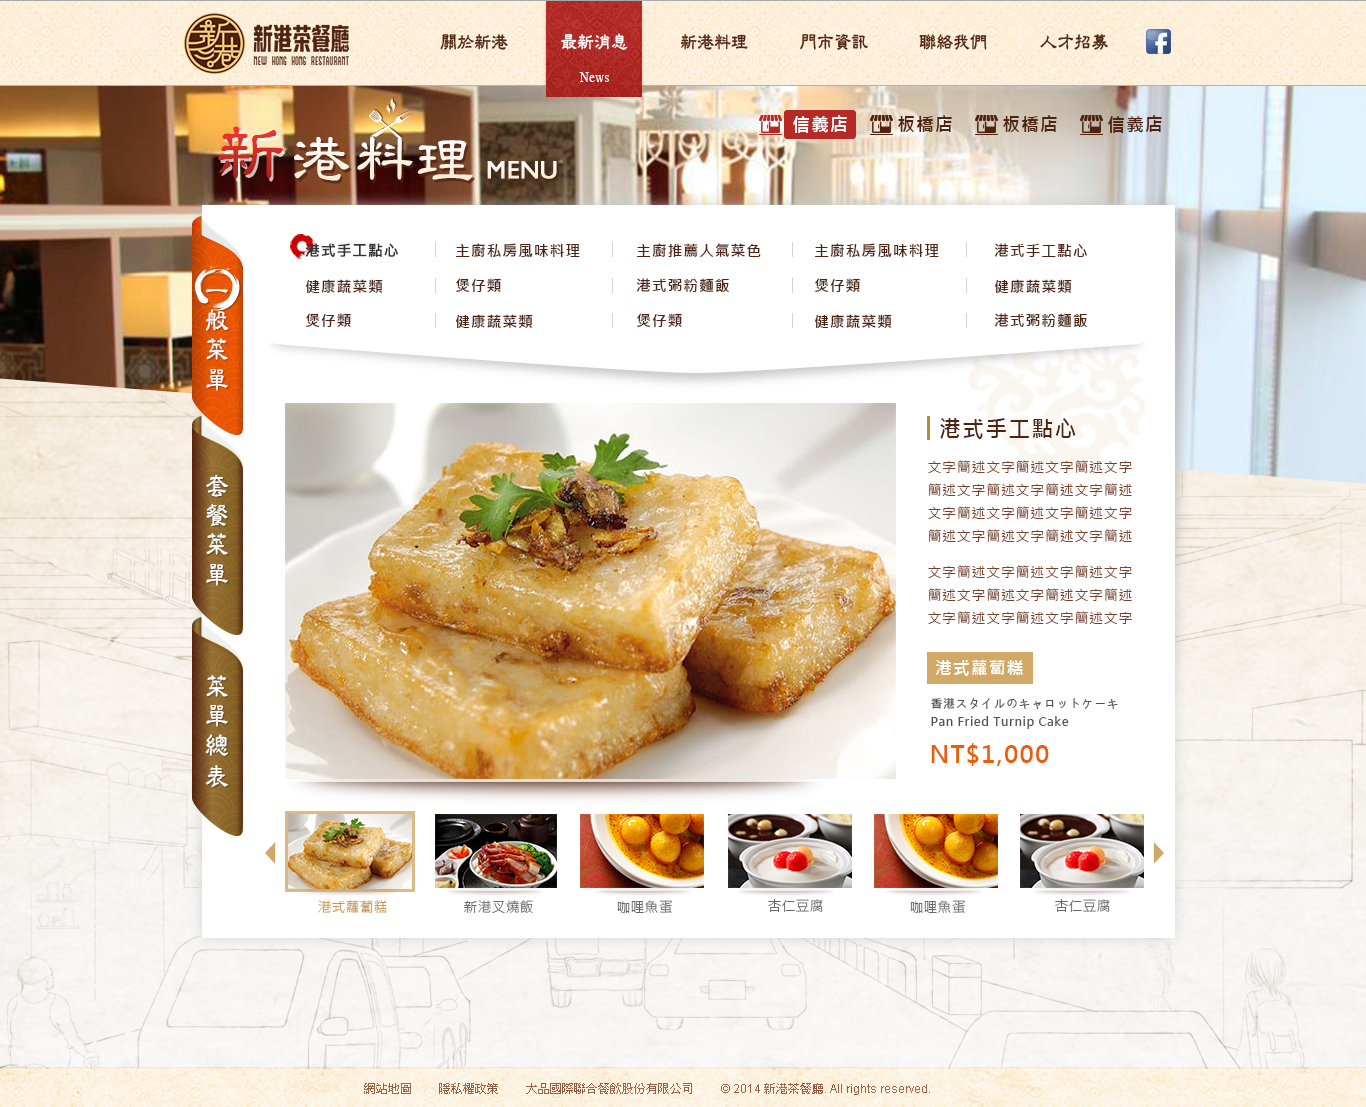 新港茶餐廳
NEW HONG KONG RESTAURANT
關於新港
最新消息
News
新港料理
門市資訊
聯絡我們
人才招募
新港料理 MENU
信義店
板橋店
板橋店
信義店
一般菜單
套餐菜單
菜單總表
港式手工點心 主廚私房風味料理 主廚推薦人氣菜色 主廚私房風味料理 港式手工點心
健康蔬菜類 煲仔類 港式粥粉麵飯 煲仔類 健康蔬菜類
煲仔類 健康蔬菜類 煲仔類 健康蔬菜類 港式粥粉麵飯
港式手工點心
文字簡述文字簡述文字簡述文字
簡述文字簡述文字簡述文字簡述
文字簡述文字簡述文字簡述文字
簡述文字簡述文字簡述文字簡述
文字簡述文字簡述文字簡述文字
簡述文字簡述文字簡述文字簡述
文字簡述文字簡述文字簡述文字
港式蘿蔔糕
香港スタイルのキャロットケーキ
Pan Fried Turnip Cake
NT$1,000
港式蘿蔔糕
新港叉燒飯
咖哩魚蛋
杏仁豆腐
咖哩魚蛋
杏仁豆腐
網站地圖 隱私權政策 大品國際聯合餐飲股份有限公司 © 2014 新港茶餐廳. All rights reserved.